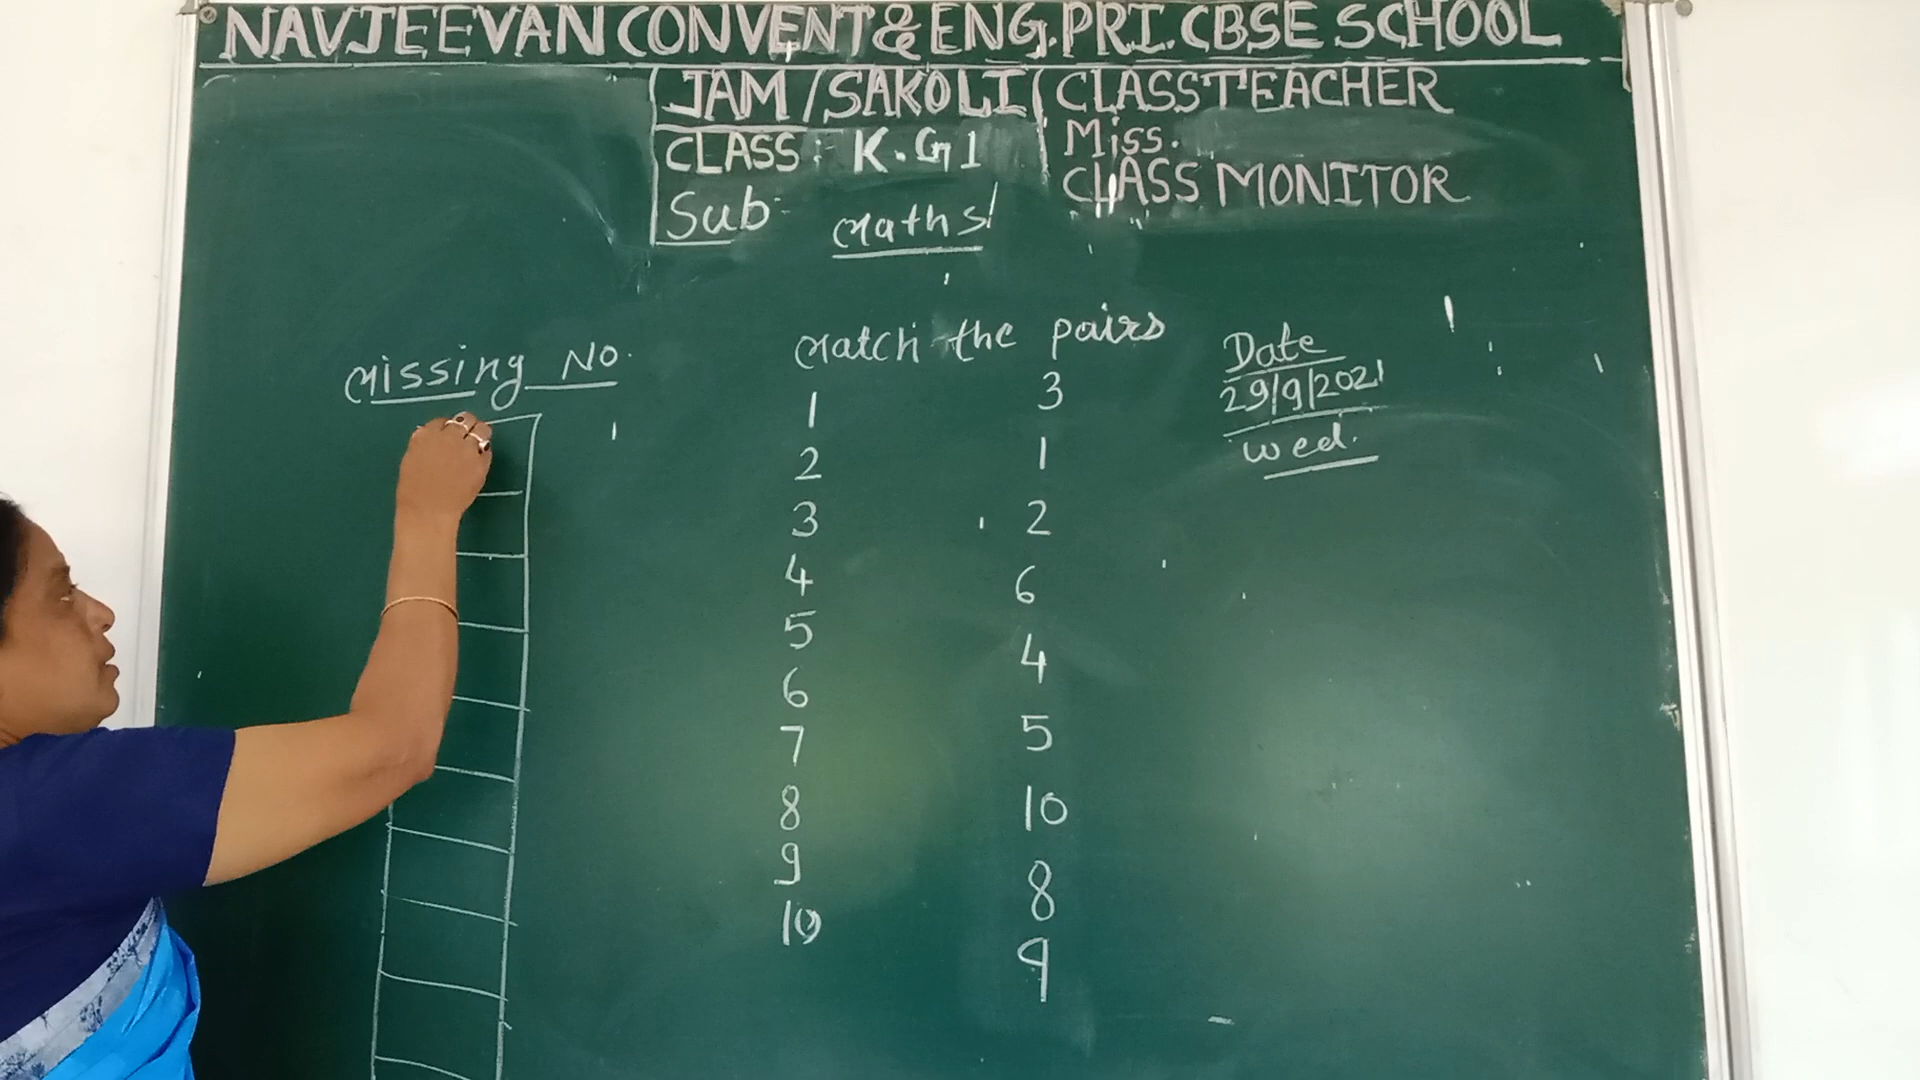 NAVJEEVAN CONVENT & ENG. PRI. CBSE SCHOOL
JAM/SAKOLI
CLASS TEACHER
Miss.
CLASS : K.G1
CLASS MONITOR
Sub
Maths
Missing No.
Match the pairs
Date
29/9/2021
Wed.
1 3
2 1
3 2
4 6
5 4
6 5
7 10
8 8
9 9
10